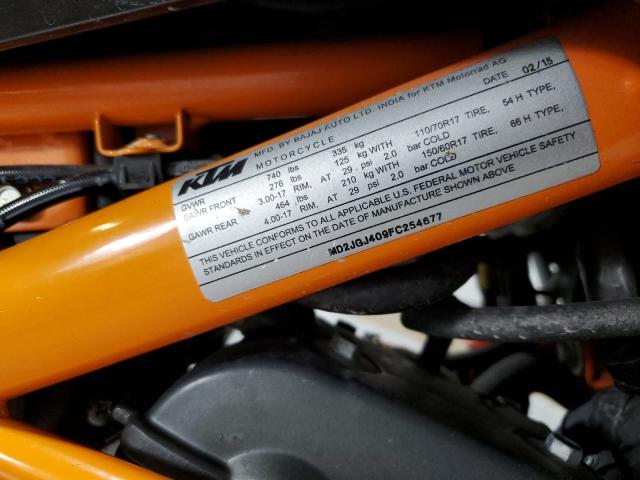 KTM
MFD. BY BAJAJ AUTO LTD. INDIA for KTM Motorrad AG
MOTORCYCLE DATE 02/15
GVWR 740 lbs 335 kg
GAWR FRONT 276 lbs 125 kg WITH 110/70R17 TIRE, 54 H TYPE,
3.00-17 RIM, AT 29 psi 2.0 bar COLD
GAWR REAR 464 lbs 210 kg WITH 150/60R17 TIRE, 66 H TYPE,
4.00-17 RIM, AT 29 psi 2.0 bar COLD
THIS VEHICLE CONFORMS TO ALL APPLICABLE U.S. FEDERAL MOTOR VEHICLE SAFETY
STANDARDS IN EFFECT ON THE DATE OF MANUFACTURE SHOWN ABOVE
MD2JGJ409FC254677